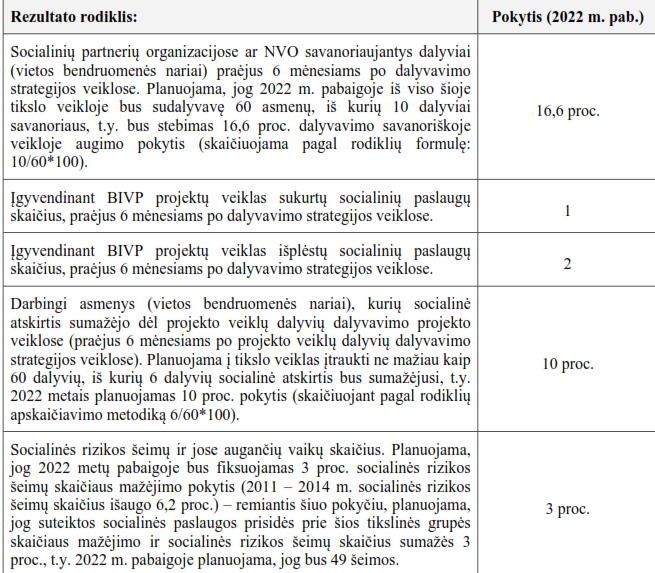 Rezultato rodiklis:
Pokytis (2022 m. pab.)
Socialinių partnerių organizacijose ar NVO savanoriaujantys dalyviai
(vietos bendruomenės nariai) praėjus 6 mėnesiams po dalyvavimo
strategijos veiklose. Planuojama, jog 2022 m. pabaigoje iš viso šioje
tikslo veikloje bus sudalyvavę 60 asmenų, iš kurių 10 dalyviai
savanoriaus, t.y. bus stebimas 16,6 proc. dalyvavimo savanoriškoje
veikloje augimo pokytis (skaičiuojama pagal rodiklių formulę:
10/60*100).
16,6 proc.
Įgyvendinant BIVP projektų veiklas sukurtų socialinių paslaugų
skaičius, praėjus 6 mėnesiams po dalyvavimo strategijos veiklose.
1
Įgyvendinant BIVP projektų veiklas išplėstų socialinių paslaugų
skaičius, praėjus 6 mėnesiams po dalyvavimo strategijos veiklose.
2
Darbingi asmenys (vietos bendruomenės nariai), kurių socialinė
atskirtis sumažėjo dėl projekto veiklų dalyvių dalyvavimo projekto
veiklose (praėjus 6 mėnesiams po projekto veiklų dalyvių dalyvavimo
strategijos veiklose). Planuojama į tikslo veiklas įtraukti ne mažiau kaip
60 dalyvių, iš kurių 6 dalyvių socialinė atskirtis bus sumažėjusi, t.y.
2022 metais planuojamas 10 proc. pokytis (skaičiuojant pagal rodiklių
apskaičiavimo metodiką 6/60*100).
10 proc.
Socialinės rizikos šeimų ir jose augančių vaikų skaičius. Planuojama,
jog 2022 metų pabaigoje bus fiksuojamas 3 proc. socialinės rizikos
šeimų skaičiaus mažėjimo pokytis (2011 – 2014 m. socialinės rizikos
šeimų skaičius išaugo 6,2 proc.) – remiantis šiuo pokyčiu, planuojama,
jog suteiktos socialinės paslaugos prisidės prie šios tikslinės grupės
skaičiaus mažėjimo ir socialinės rizikos šeimų skaičius sumažės 3
proc., t.y. 2022 m. pabaigoje planuojama, jog bus 49 šeimos.
3 proc.